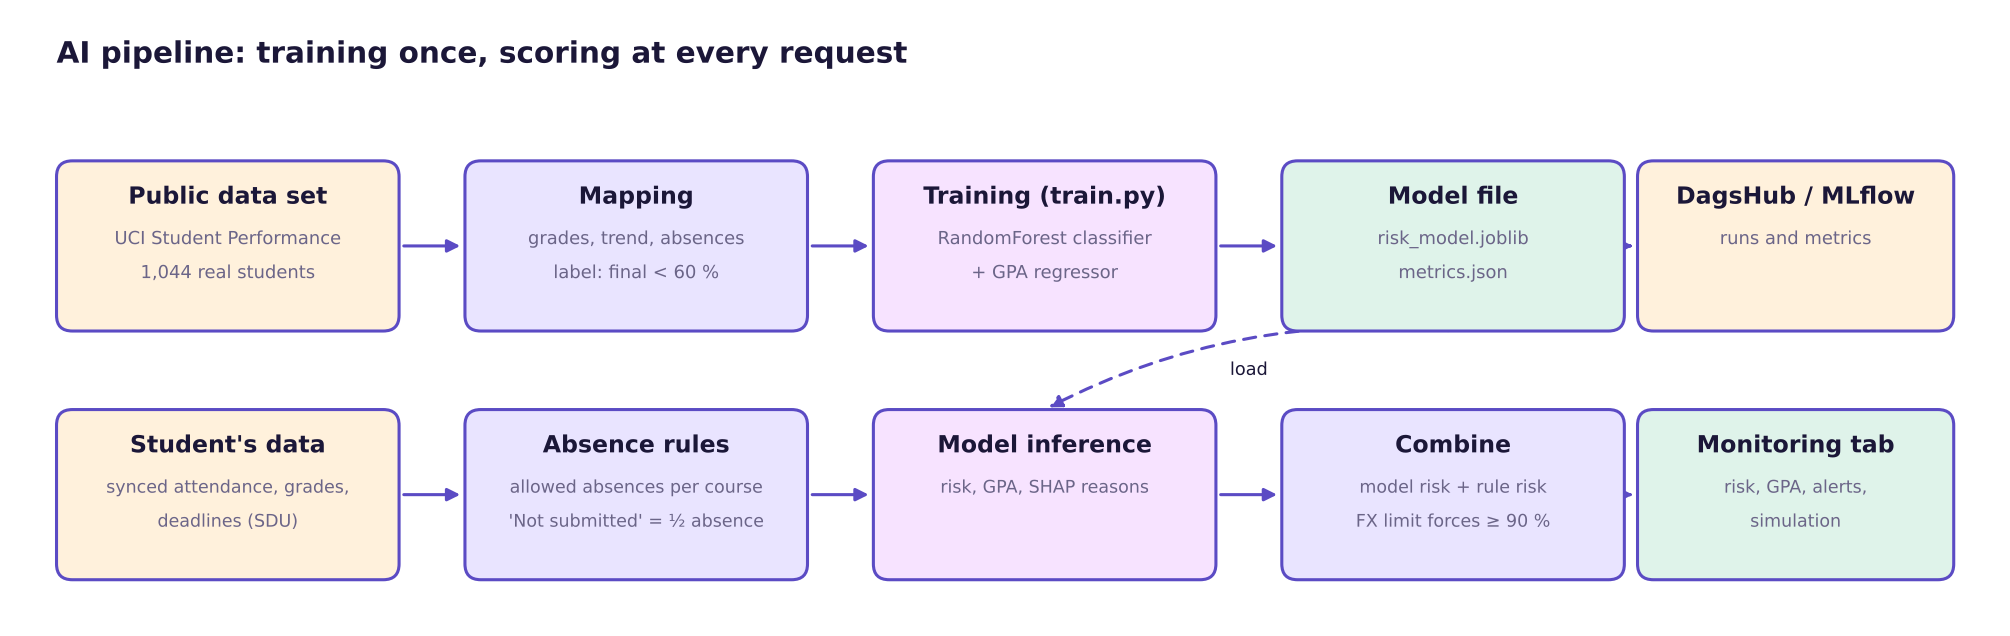 AI pipeline: training once, scoring at every request
Public data set
UCI Student Performance
1,044 real students
Mapping
grades, trend, absences
label: final < 60 %
Training (train.py)
RandomForest classifier
+ GPA regressor
Model file
risk_model.joblib
metrics.json
DagsHub / MLflow
runs and metrics
load
Student's data
synced attendance, grades,
deadlines (SDU)
Absence rules
allowed absences per course
'Not submitted' = ½ absence
Model inference
risk, GPA, SHAP reasons
Combine
model risk + rule risk
FX limit forces ≥ 90 %
Monitoring tab
risk, GPA, alerts,
simulation